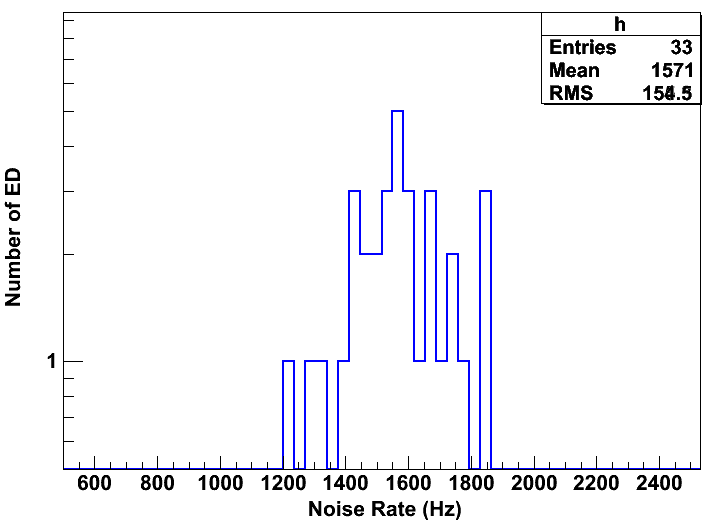 h
Entries 33
Mean 1571
RMS
Number of ED
1
600 800 1000 1200 1400 1600 1800 2000 2200 2400
Noise Rate (Hz)